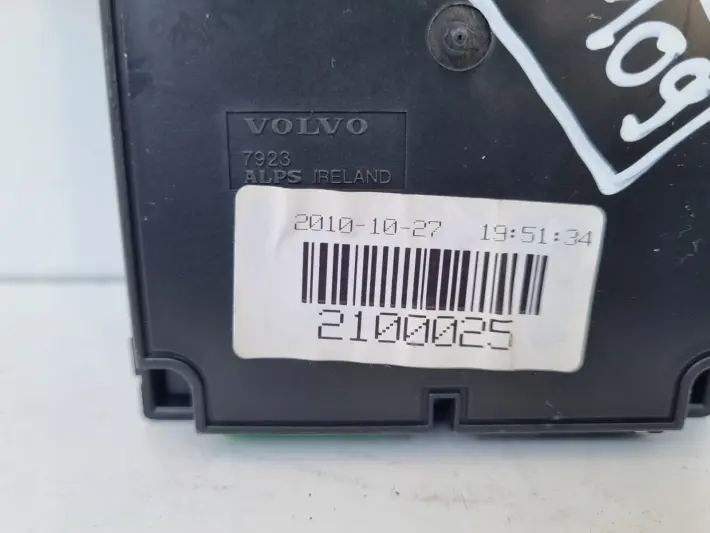 VOLVO
7923
ALPS IRELAND
2010-10-27 19:51:34
2100025